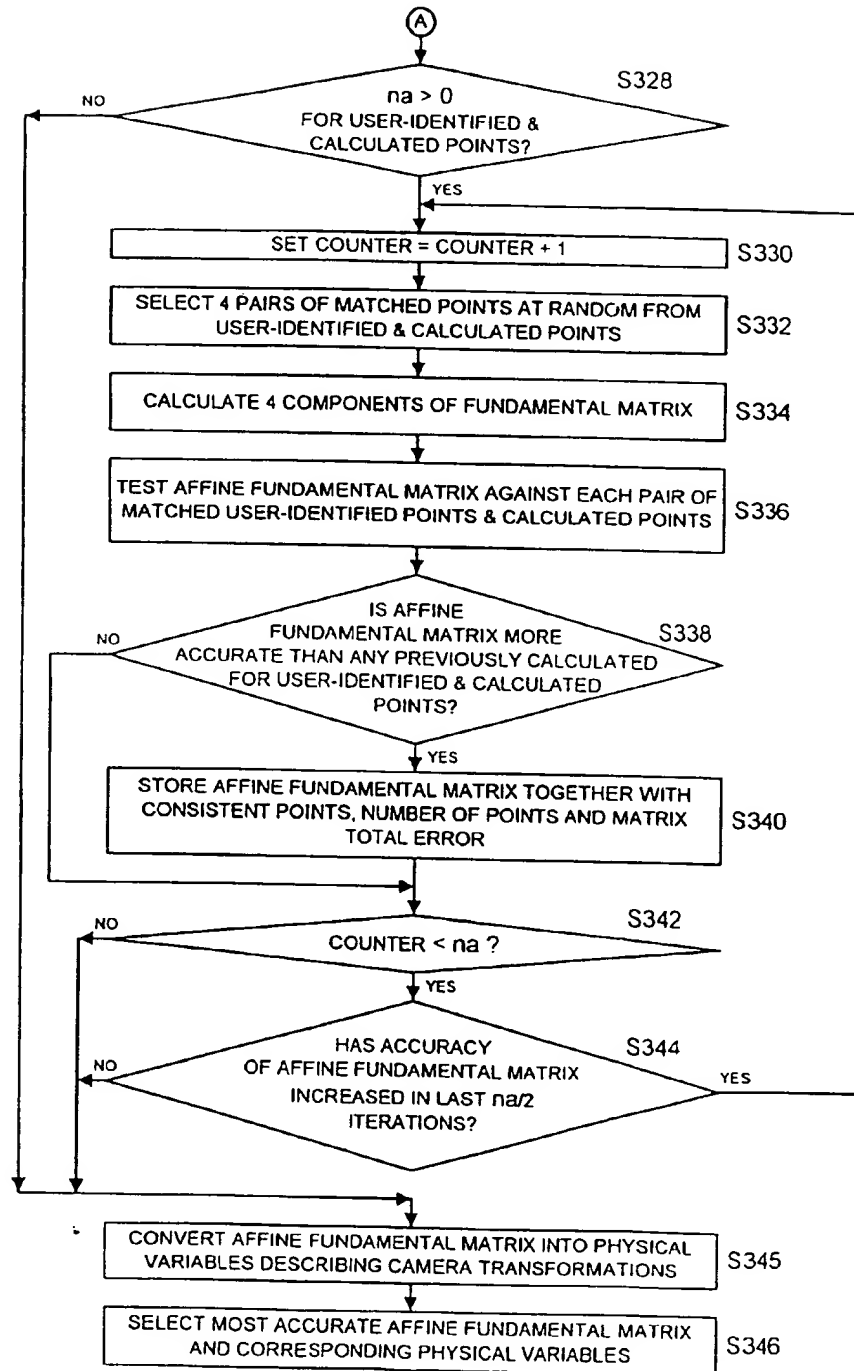 A
S328
NO
na > 0
FOR USER-IDENTIFIED &
CALCULATED POINTS?
YES
SET COUNTER = COUNTER + 1
S330
SELECT 4 PAIRS OF MATCHED POINTS AT RANDOM FROM
USER-IDENTIFIED & CALCULATED POINTS
S332
CALCULATE 4 COMPONENTS OF FUNDAMENTAL MATRIX
S334
TEST AFFINE FUNDAMENTAL MATRIX AGAINST EACH PAIR OF
MATCHED USER-IDENTIFIED POINTS & CALCULATED POINTS
S336
NO
IS AFFINE
FUNDAMENTAL MATRIX MORE
ACCURATE THAN ANY PREVIOUSLY CALCULATED
FOR USER-IDENTIFIED & CALCULATED
POINTS?
S338
YES
STORE AFFINE FUNDAMENTAL MATRIX TOGETHER WITH
CONSISTENT POINTS, NUMBER OF POINTS AND MATRIX
TOTAL ERROR
S340
S342
NO
COUNTER < na ?
YES
S344
NO
HAS ACCURACY
OF AFFINE FUNDAMENTAL MATRIX
INCREASED IN LAST na/2
ITERATIONS?
YES
CONVERT AFFINE FUNDAMENTAL MATRIX INTO PHYSICAL
VARIABLES DESCRIBING CAMERA TRANSFORMATIONS
S345
SELECT MOST ACCURATE AFFINE FUNDAMENTAL MATRIX
AND CORRESPONDING PHYSICAL VARIABLES
S346